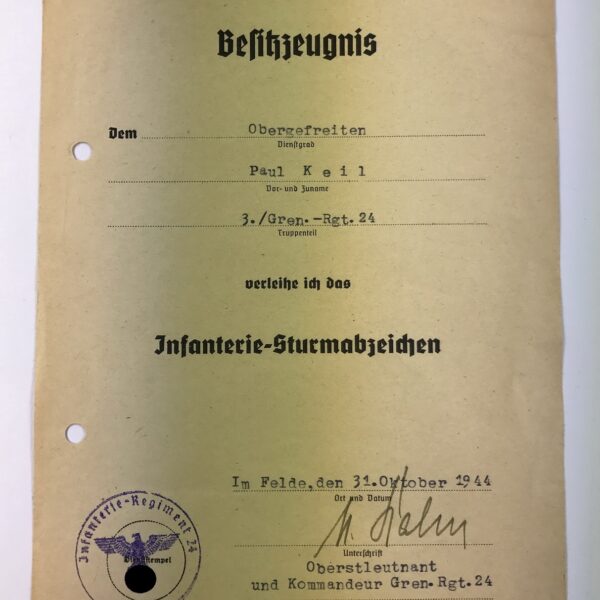 Besitzzeugnis
Dem Obergefreiten
Dienstgrad
Paul K e i l
Vor- und Zuname
3./Gren.-Rgt.24
Truppenteil
verleihe ich das
Infanterie-Sturmabzeichen
Im Felde,den 31.Oktober 1944
Ort und Datum
Infanterie-Regiment 24
Dienststempel
Unterschrift
Oberstleutnant
und Kommandeur Gren.Rgt.24